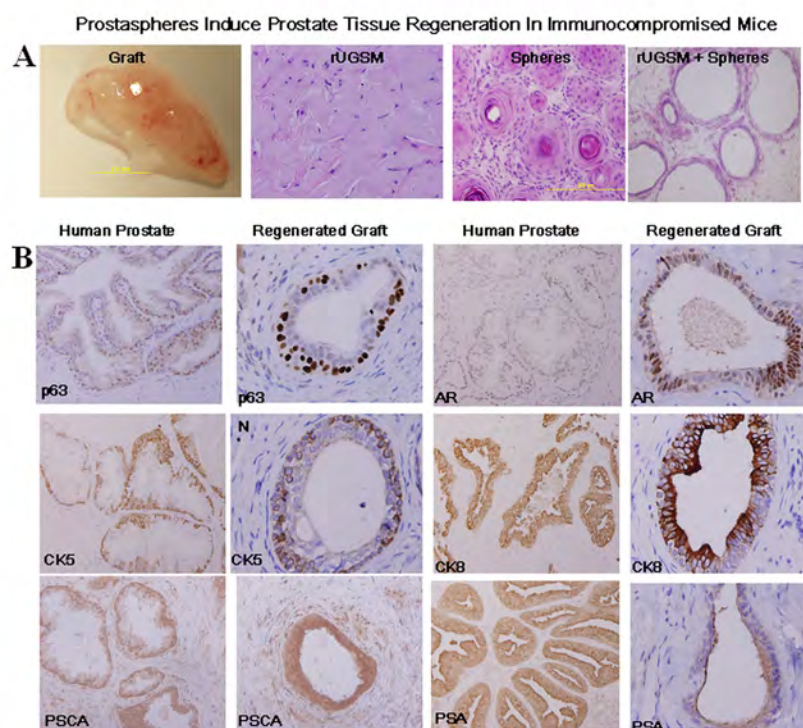 Prostaspheres Induce Prostate Tissue Regeneration In Immunocompromised Mice
A
Graft rUGSM Spheres rUGSM + Spheres
Human Prostate Regenerated Graft Human Prostate Regenerated Graft
B
p63 p63 AR AR
N
CK5 CK5 CK8 CK8
PSCA PSCA PSA PSA